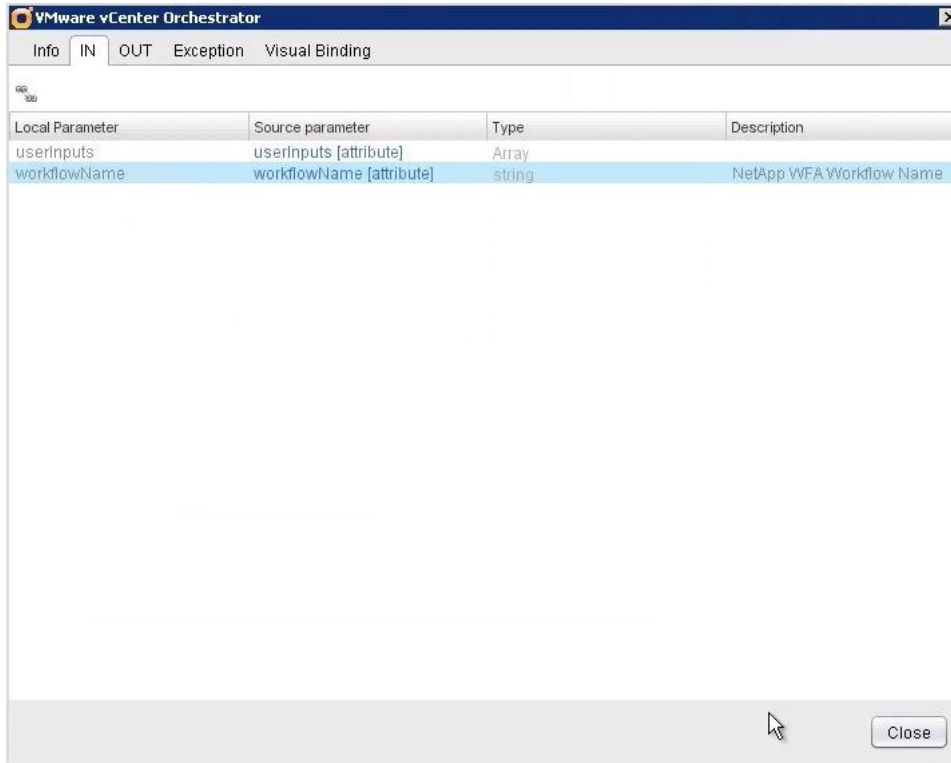 VMware vCenter Orchestrator
Info IN OUT Exception Visual Binding
Local Parameter Source parameter Type Description
userInputs userInputs [attribute] Array
workflowName workflowName [attribute] string NetApp WFA Workflow Name
Close